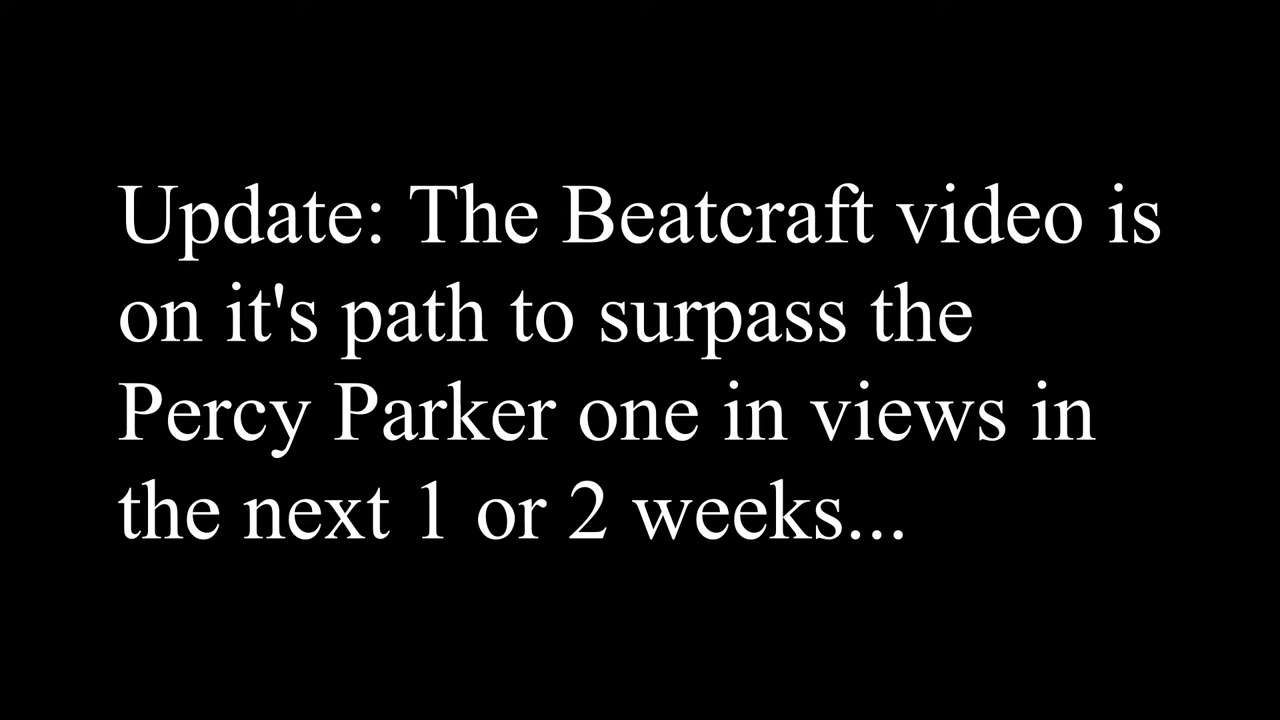 Update: The Beatcraft video is
on it's path to surpass the
Percy Parker one in views in
the next 1 or 2 weeks...